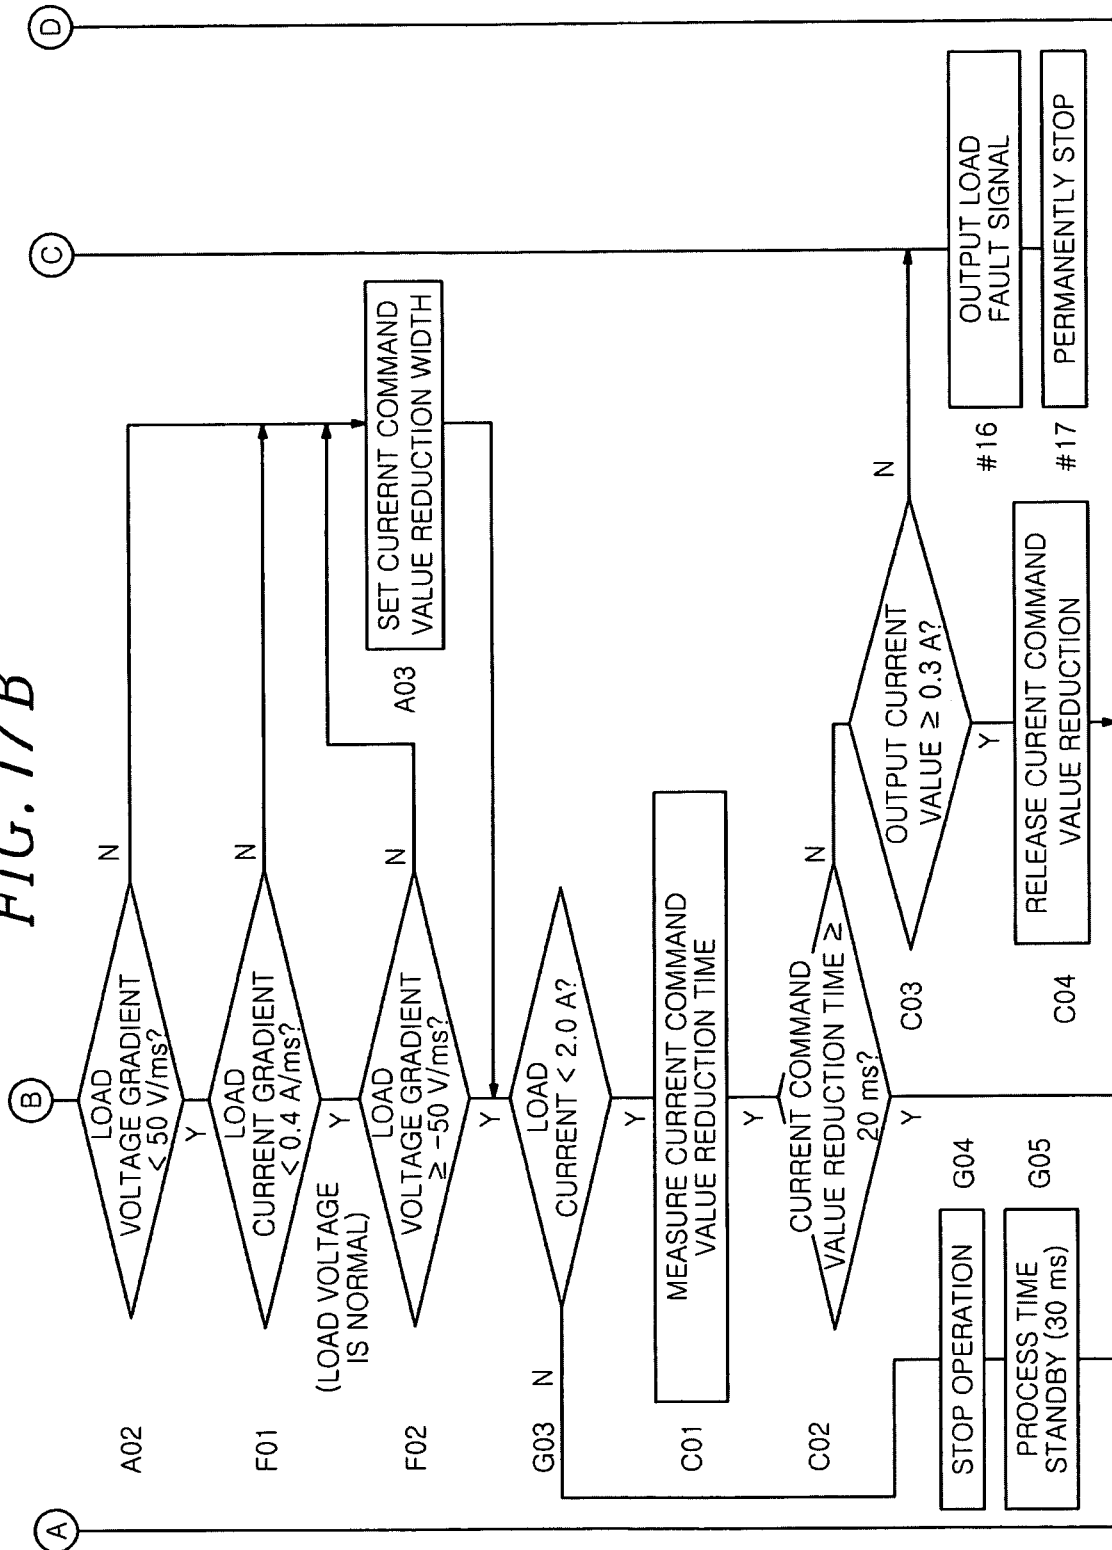 FIG. 17B
A
B
C
D
A02
LOAD
VOLTAGE GRADIENT
< 50 V/ms?
N
Y
F01
LOAD
CURRENT GRADIENT
< 0.4 A/ms?
N
Y
(LOAD VOLTAGE
IS NORMAL)
F02
LOAD
VOLTAGE GRADIENT
≥ -50 V/ms?
N
Y
A03
SET CURERNT COMMAND
VALUE REDUCTION WIDTH
G03
LOAD
CURRENT < 2.0 A?
N
Y
C01
MEASURE CURRENT COMMAND
VALUE REDUCTION TIME
Y
C02
CURRENT COMMAND
VALUE REDUCTION TIME ≥
20 ms?
N
Y
C03
OUTPUT CURRENT
VALUE ≥ 0.3 A?
N
Y
C04
RELEASE CURENT COMMAND
VALUE REDUCTION
STOP OPERATION
G04
PROCESS TIME
STANDBY (30 ms)
G05
#16
OUTPUT LOAD
FAULT SIGNAL
#17
PERMANENTLY STOP